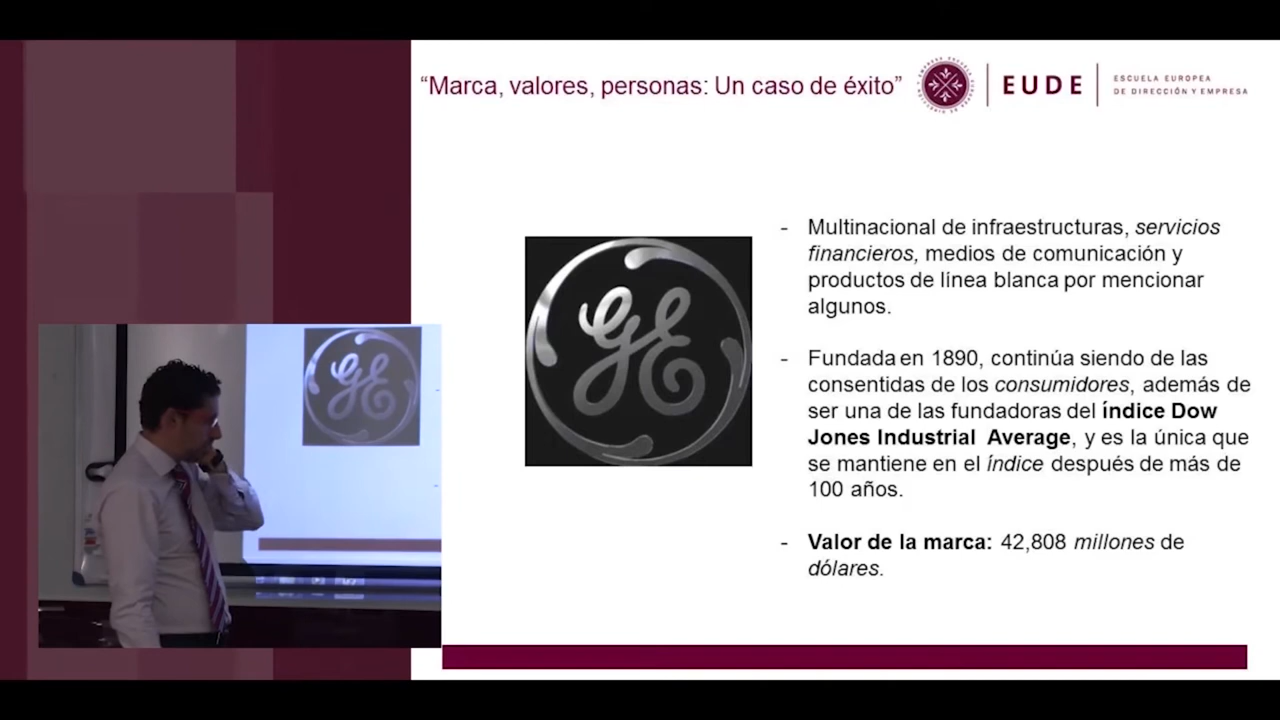 “Marca, valores, personas: Un caso de éxito”
EUDE
ESCUELA EUROPEA
DE DIRECCIÓN Y EMPRESA
GE
- Multinacional de infraestructuras, servicios
financieros, medios de comunicación y
productos de línea blanca por mencionar
algunos.
- Fundada en 1890, continúa siendo de las
consentidas de los consumidores, además de
ser una de las fundadoras del índice Dow
Jones Industrial Average, y es la única que
se mantiene en el índice después de más de
100 años.
- Valor de la marca: 42,808 millones de
dólares.
GE